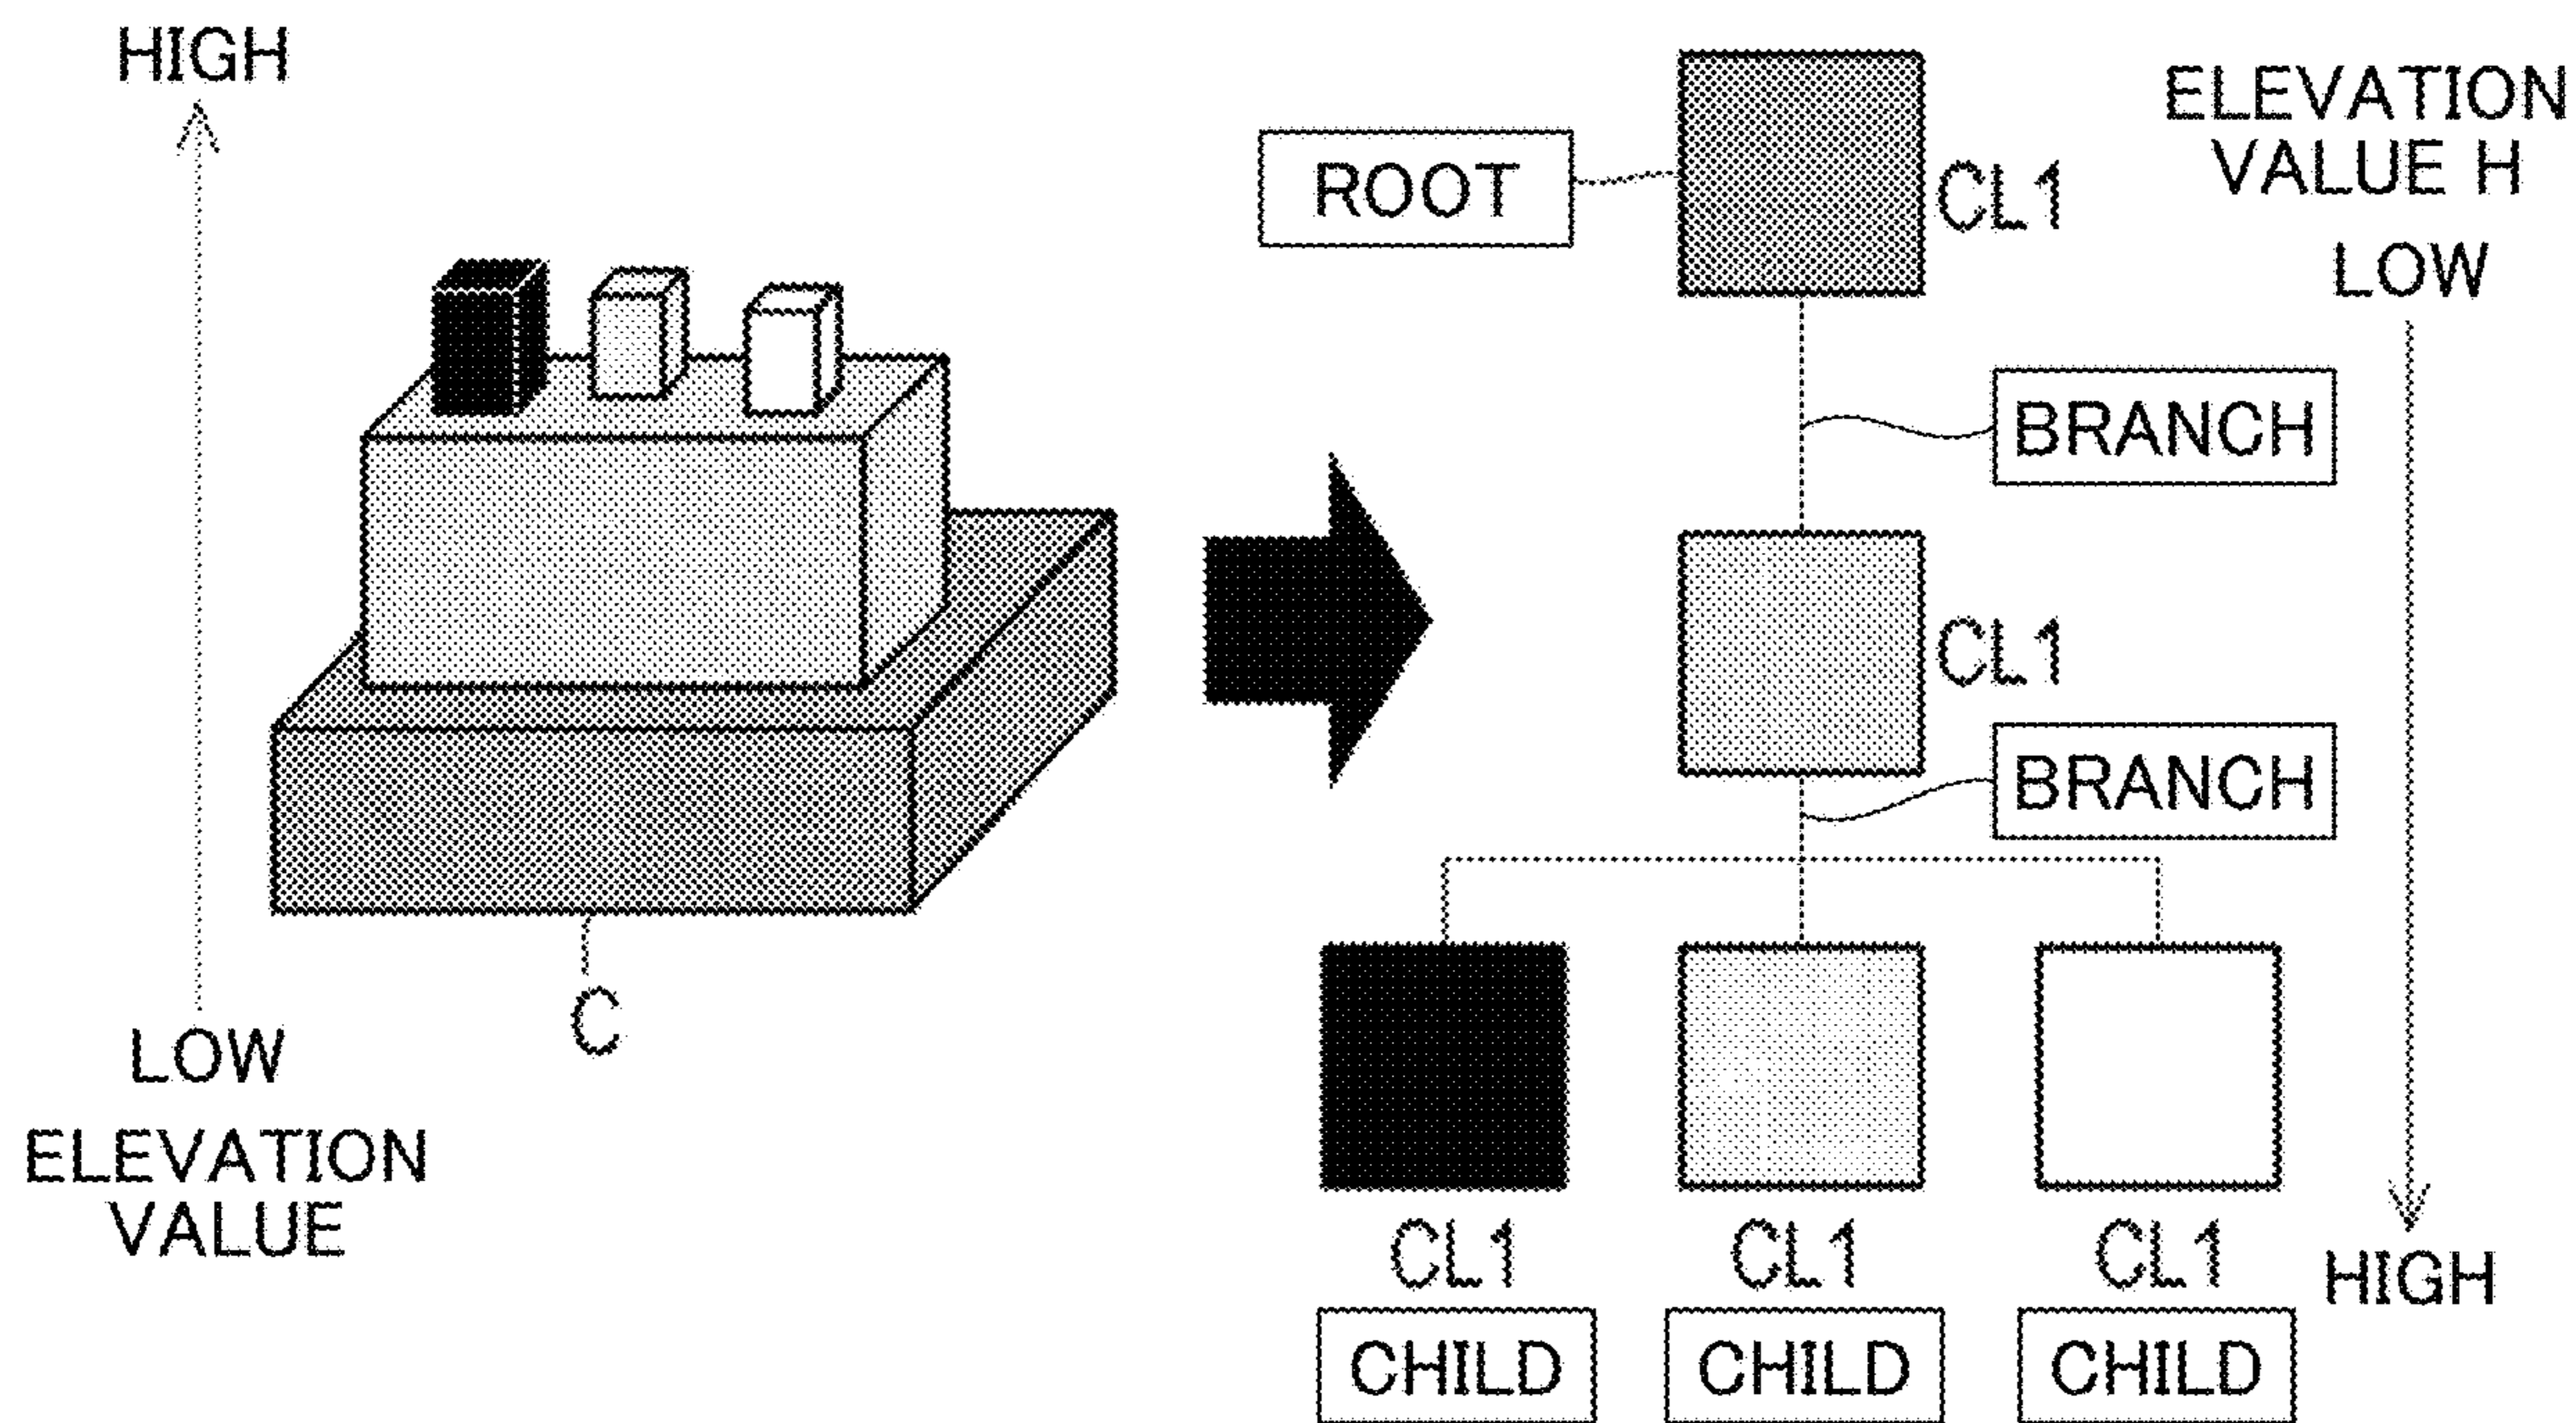 HIGH
LOW
ELEVATION
VALUE
C
ROOT
CL1
ELEVATION
VALUE H
LOW
BRANCH
CL1
BRANCH
CL1
CL1
CL1
HIGH
CHILD
CHILD
CHILD